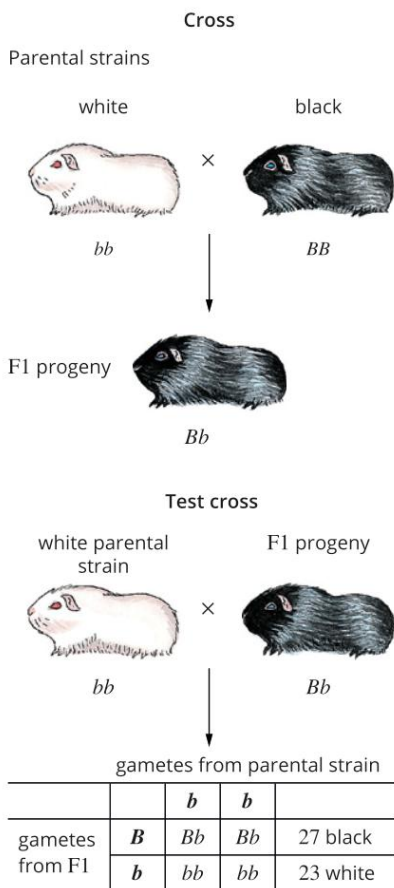 Cross
Parental strains
white black
×
bb BB
F1 progeny
Bb
Test cross
white parental strain F1 progeny
×
bb Bb
gametes from parental strain
b b
gametes from F1 B Bb Bb 27 black
b bb bb 23 white